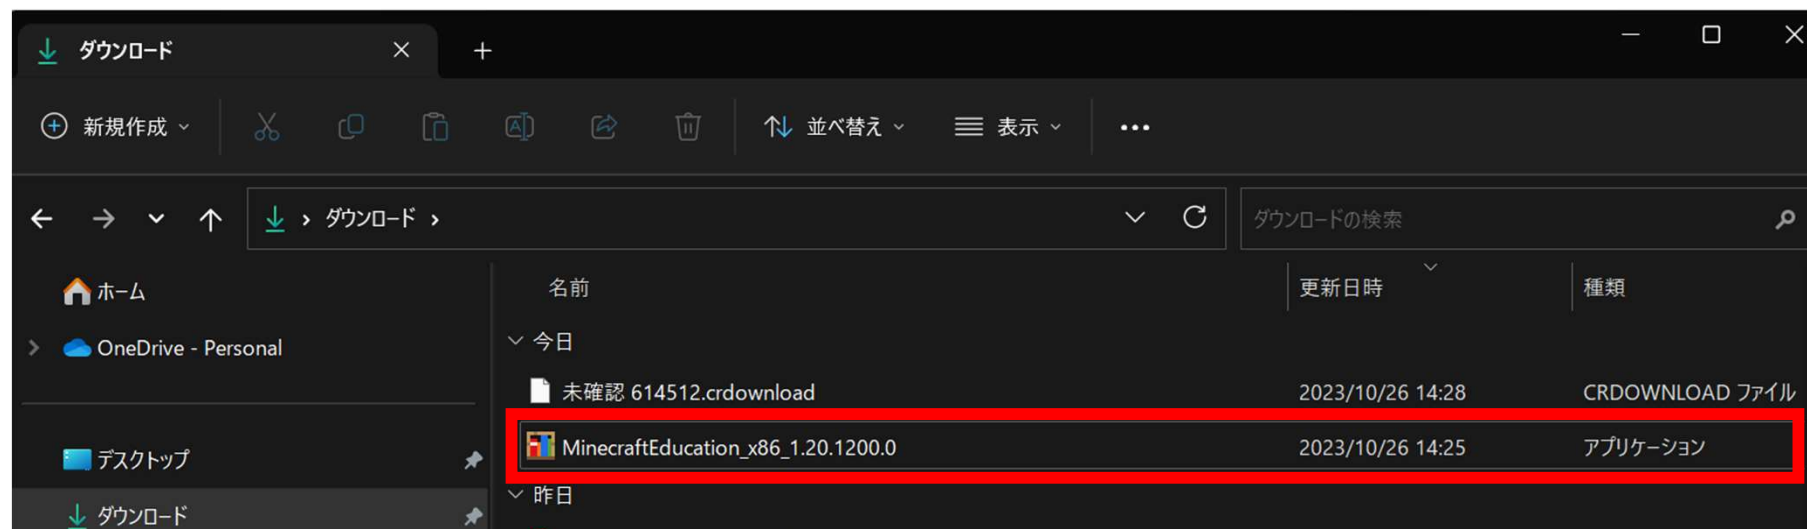 ダウンロード
新規作成
並べ替え
表示
ダウンロード
ダウンロードの検索
ホーム
OneDrive - Personal
デスクトップ
ダウンロード
名前 更新日時 種類
今日
未確認 614512.crdownload 2023/10/26 14:28 CRDOWNLOAD ファイル
MinecraftEducation_x86_1.20.1200.0 2023/10/26 14:25 アプリケーション
昨日